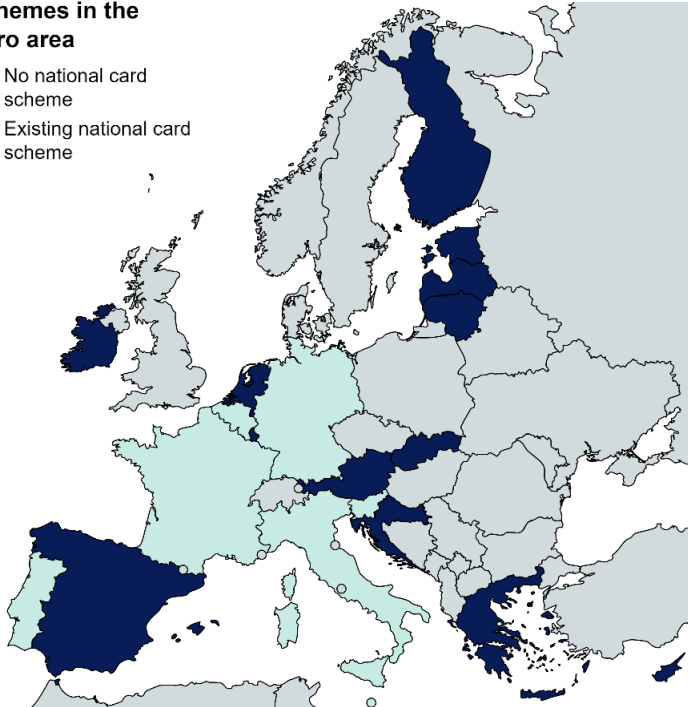 hemes in the
ro area
No national card
scheme
Existing national card
scheme